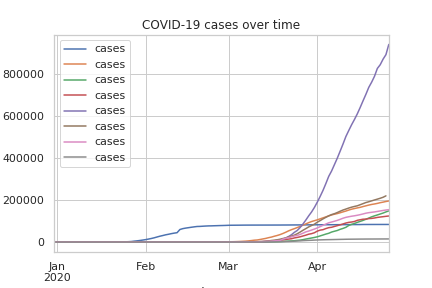 COVID-19 cases over time
cases
cases
cases
cases
cases
cases
cases
cases
800000
600000
400000
200000
0
Jan
2020
Feb
Mar
Apr